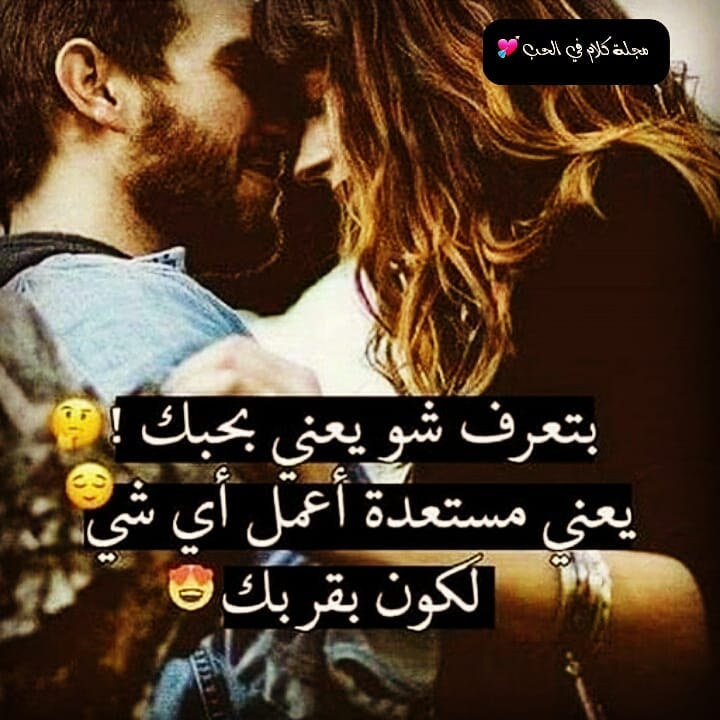 مجلة كلام في الحب 💘
بتعرف شو يعني بحبك ! 🤔
يعني مستعدة أعمل أي شي 😌
لكون بقربك 😍